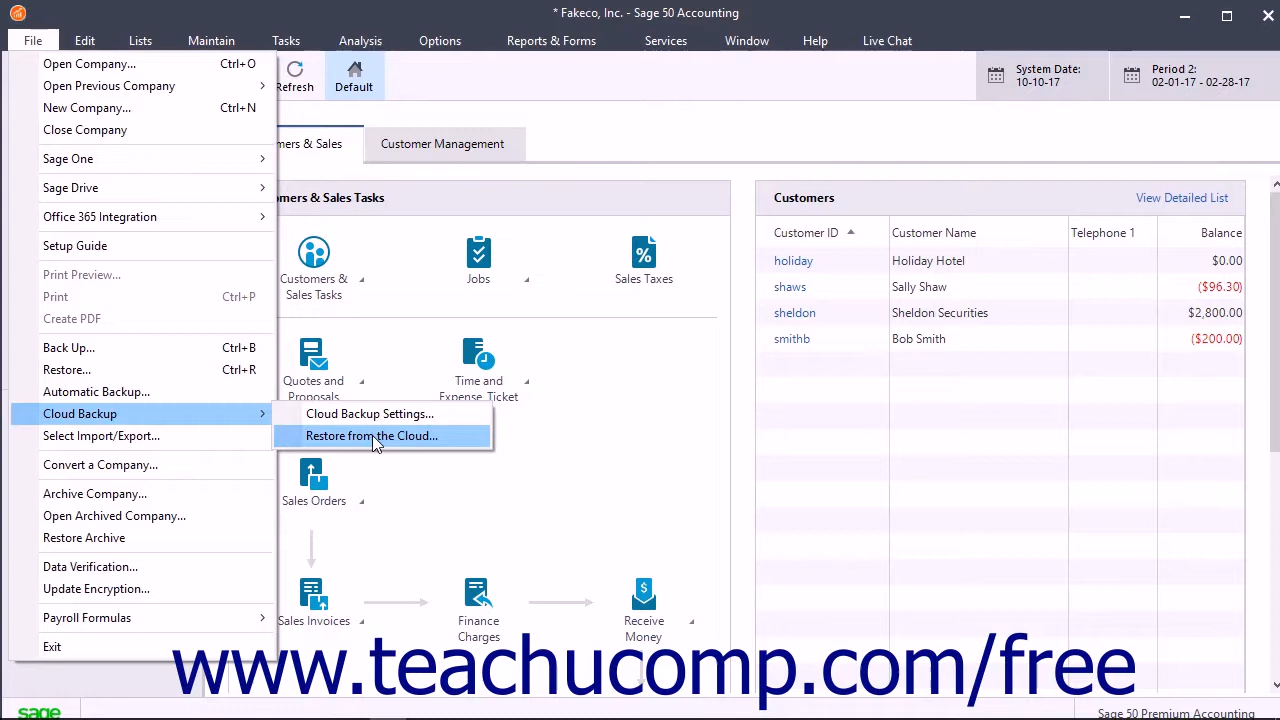 * Fakeco, Inc. - Sage 50 Accounting
File Edit Lists Maintain Tasks Analysis Options Reports & Forms Services Window Help Live Chat
Open Company... Ctrl+O
Open Previous Company
New Company... Ctrl+N
Close Company
Sage One
Sage Drive
Office 365 Integration
Setup Guide
Print Preview...
Print Ctrl+P
Create PDF
Back Up... Ctrl+B
Restore... Ctrl+R
Automatic Backup...
Cloud Backup
Select Import/Export...
Convert a Company...
Archive Company...
Open Archived Company...
Restore Archive
Data Verification...
Update Encryption...
Payroll Formulas
Exit
Cloud Backup Settings...
Restore from the Cloud...
Refresh
Default
System Date:
10-10-17
Period 2:
02-01-17 - 02-28-17
mers & Sales
Customer Management
omers & Sales Tasks
Customers &
Sales Tasks
Jobs
Sales Taxes
Quotes and
Proposals
Time and
Expense Ticket
Sales Orders
Sales Invoices
Finance
Charges
Receive
Money
Customers View Detailed List
Customer ID Customer Name Telephone 1 Balance
holiday Holiday Hotel $0.00
shaws Sally Shaw ($96.30)
sheldon Sheldon Securities $2,800.00
smithb Bob Smith ($200.00)
www.teachucomp.com/free
sage
Sage 50 Premium Accounting